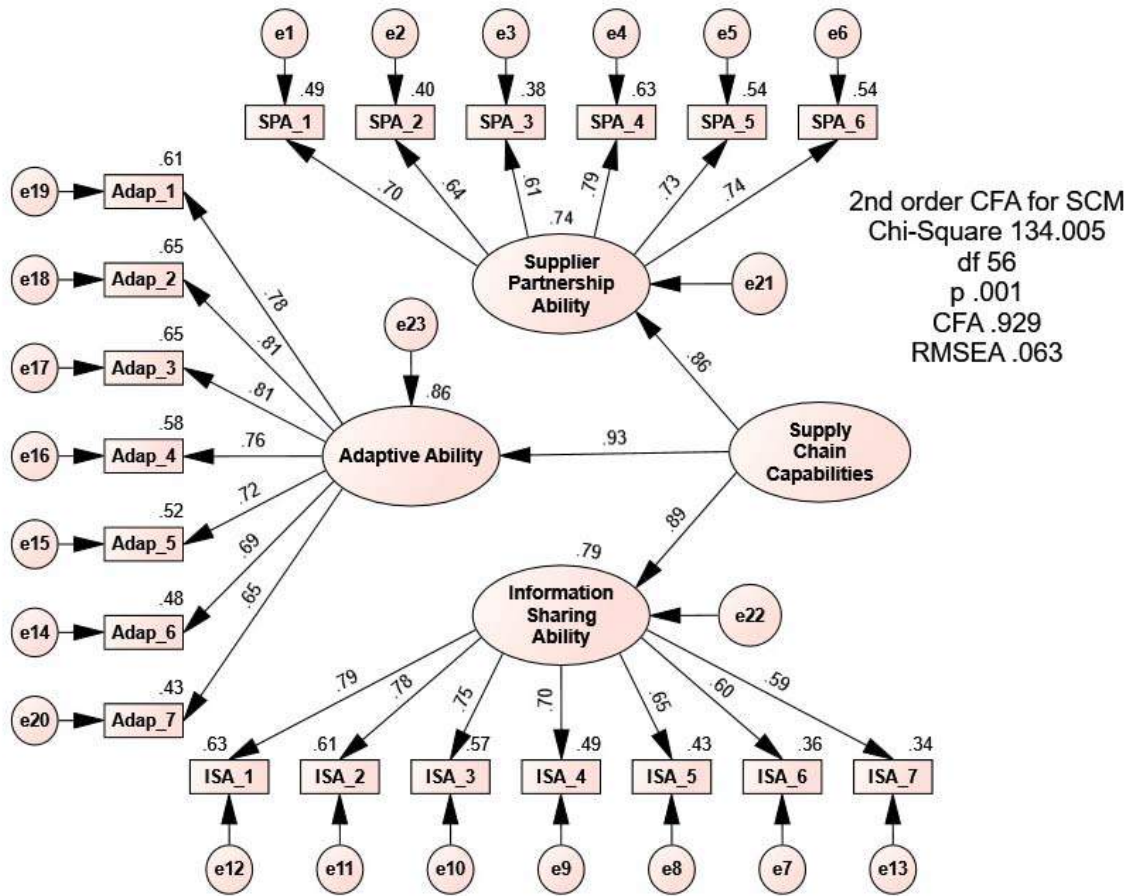 e1
e2
e3
e4
e5
e6
.49
.40
.38
.63
.54
.54
SPA_1
SPA_2
SPA_3
SPA_4
SPA_5
SPA_6
.70
.64
.61
.79
.73
.74
.74
Supplier
Partnership
Ability
e21
2nd order CFA for SCM
Chi-Square 134.005
df 56
p .001
CFA .929
RMSEA .063
.61
e19
Adap_1
.78
.65
e18
Adap_2
.81
.65
e17
Adap_3
.81
.58
e16
Adap_4
.76
.52
e15
Adap_5
.72
.48
e14
Adap_6
.69
.43
e20
Adap_7
.65
e23
.86
Adaptive Ability
.86
.93
.89
Supply
Chain
Capabilities
.79
Information
Sharing
Ability
e22
.79
.78
.75
.70
.65
.60
.59
.63
.61
.57
.49
.43
.36
.34
ISA_1
ISA_2
ISA_3
ISA_4
ISA_5
ISA_6
ISA_7
e12
e11
e10
e9
e8
e7
e13